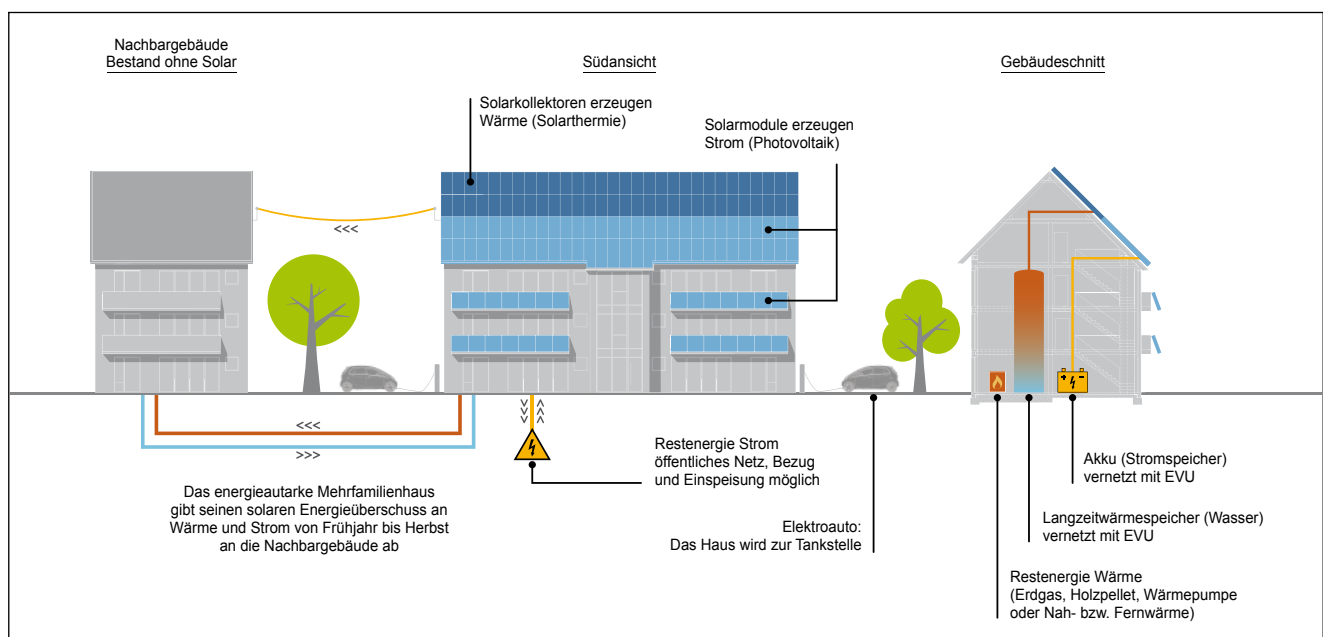 Nachbargebäude
Bestand ohne Solar
Südansicht
Gebäudeschnitt
Solarkollektoren erzeugen
Wärme (Solarthermie)
Solarmodule erzeugen
Strom (Photovoltaik)
<<<
<<<
>>>
Das energieautarke Mehrfamilienhaus
gibt seinen solaren Energieüberschuss an
Wärme und Strom von Frühjahr bis Herbst
an die Nachbargebäude ab
<<<
>>>
Restenergie Strom
öffentliches Netz, Bezug
und Einspeisung möglich
Elektroauto:
Das Haus wird zur Tankstelle
+ -
Akku (Stromspeicher)
vernetzt mit EVU
Langzeitwärmespeicher (Wasser)
vernetzt mit EVU
Restenergie Wärme
(Erdgas, Holzpellet, Wärmepumpe
oder Nah- bzw. Fernwärme)